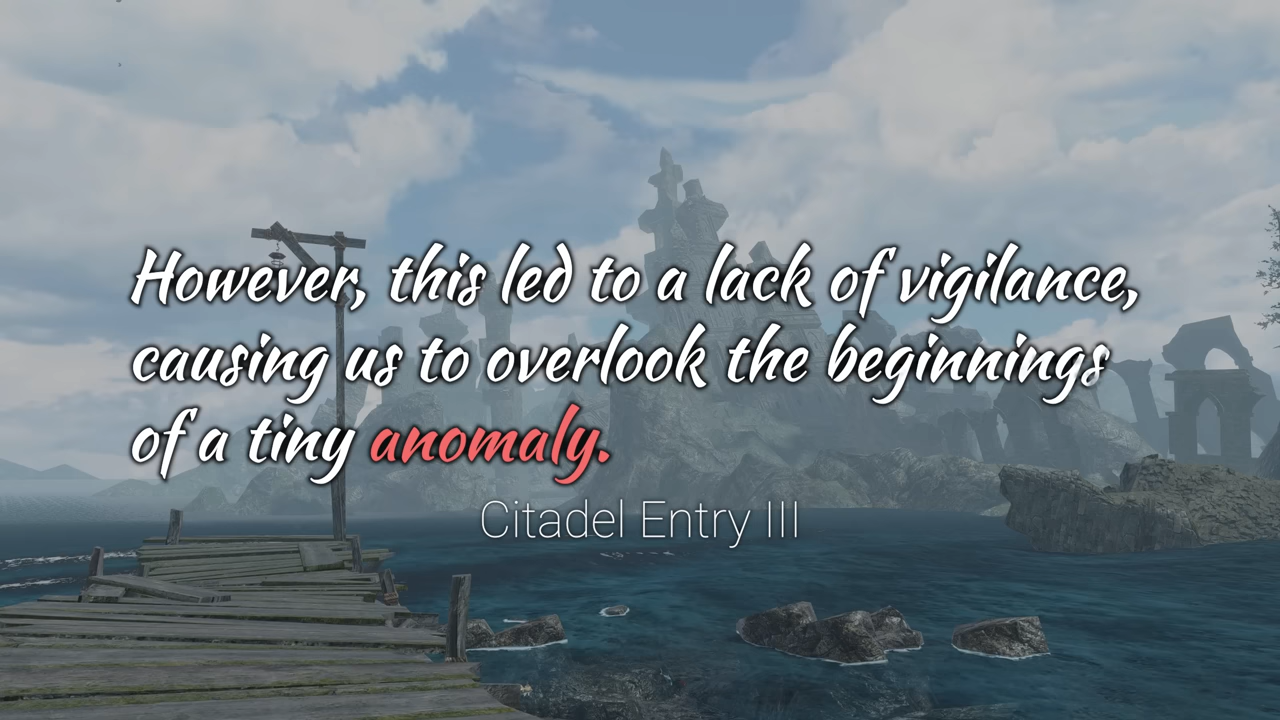 However, this led to a lack of vigilance,
causing us to overlook the beginnings
of a tiny anomaly.
Citadel Entry III